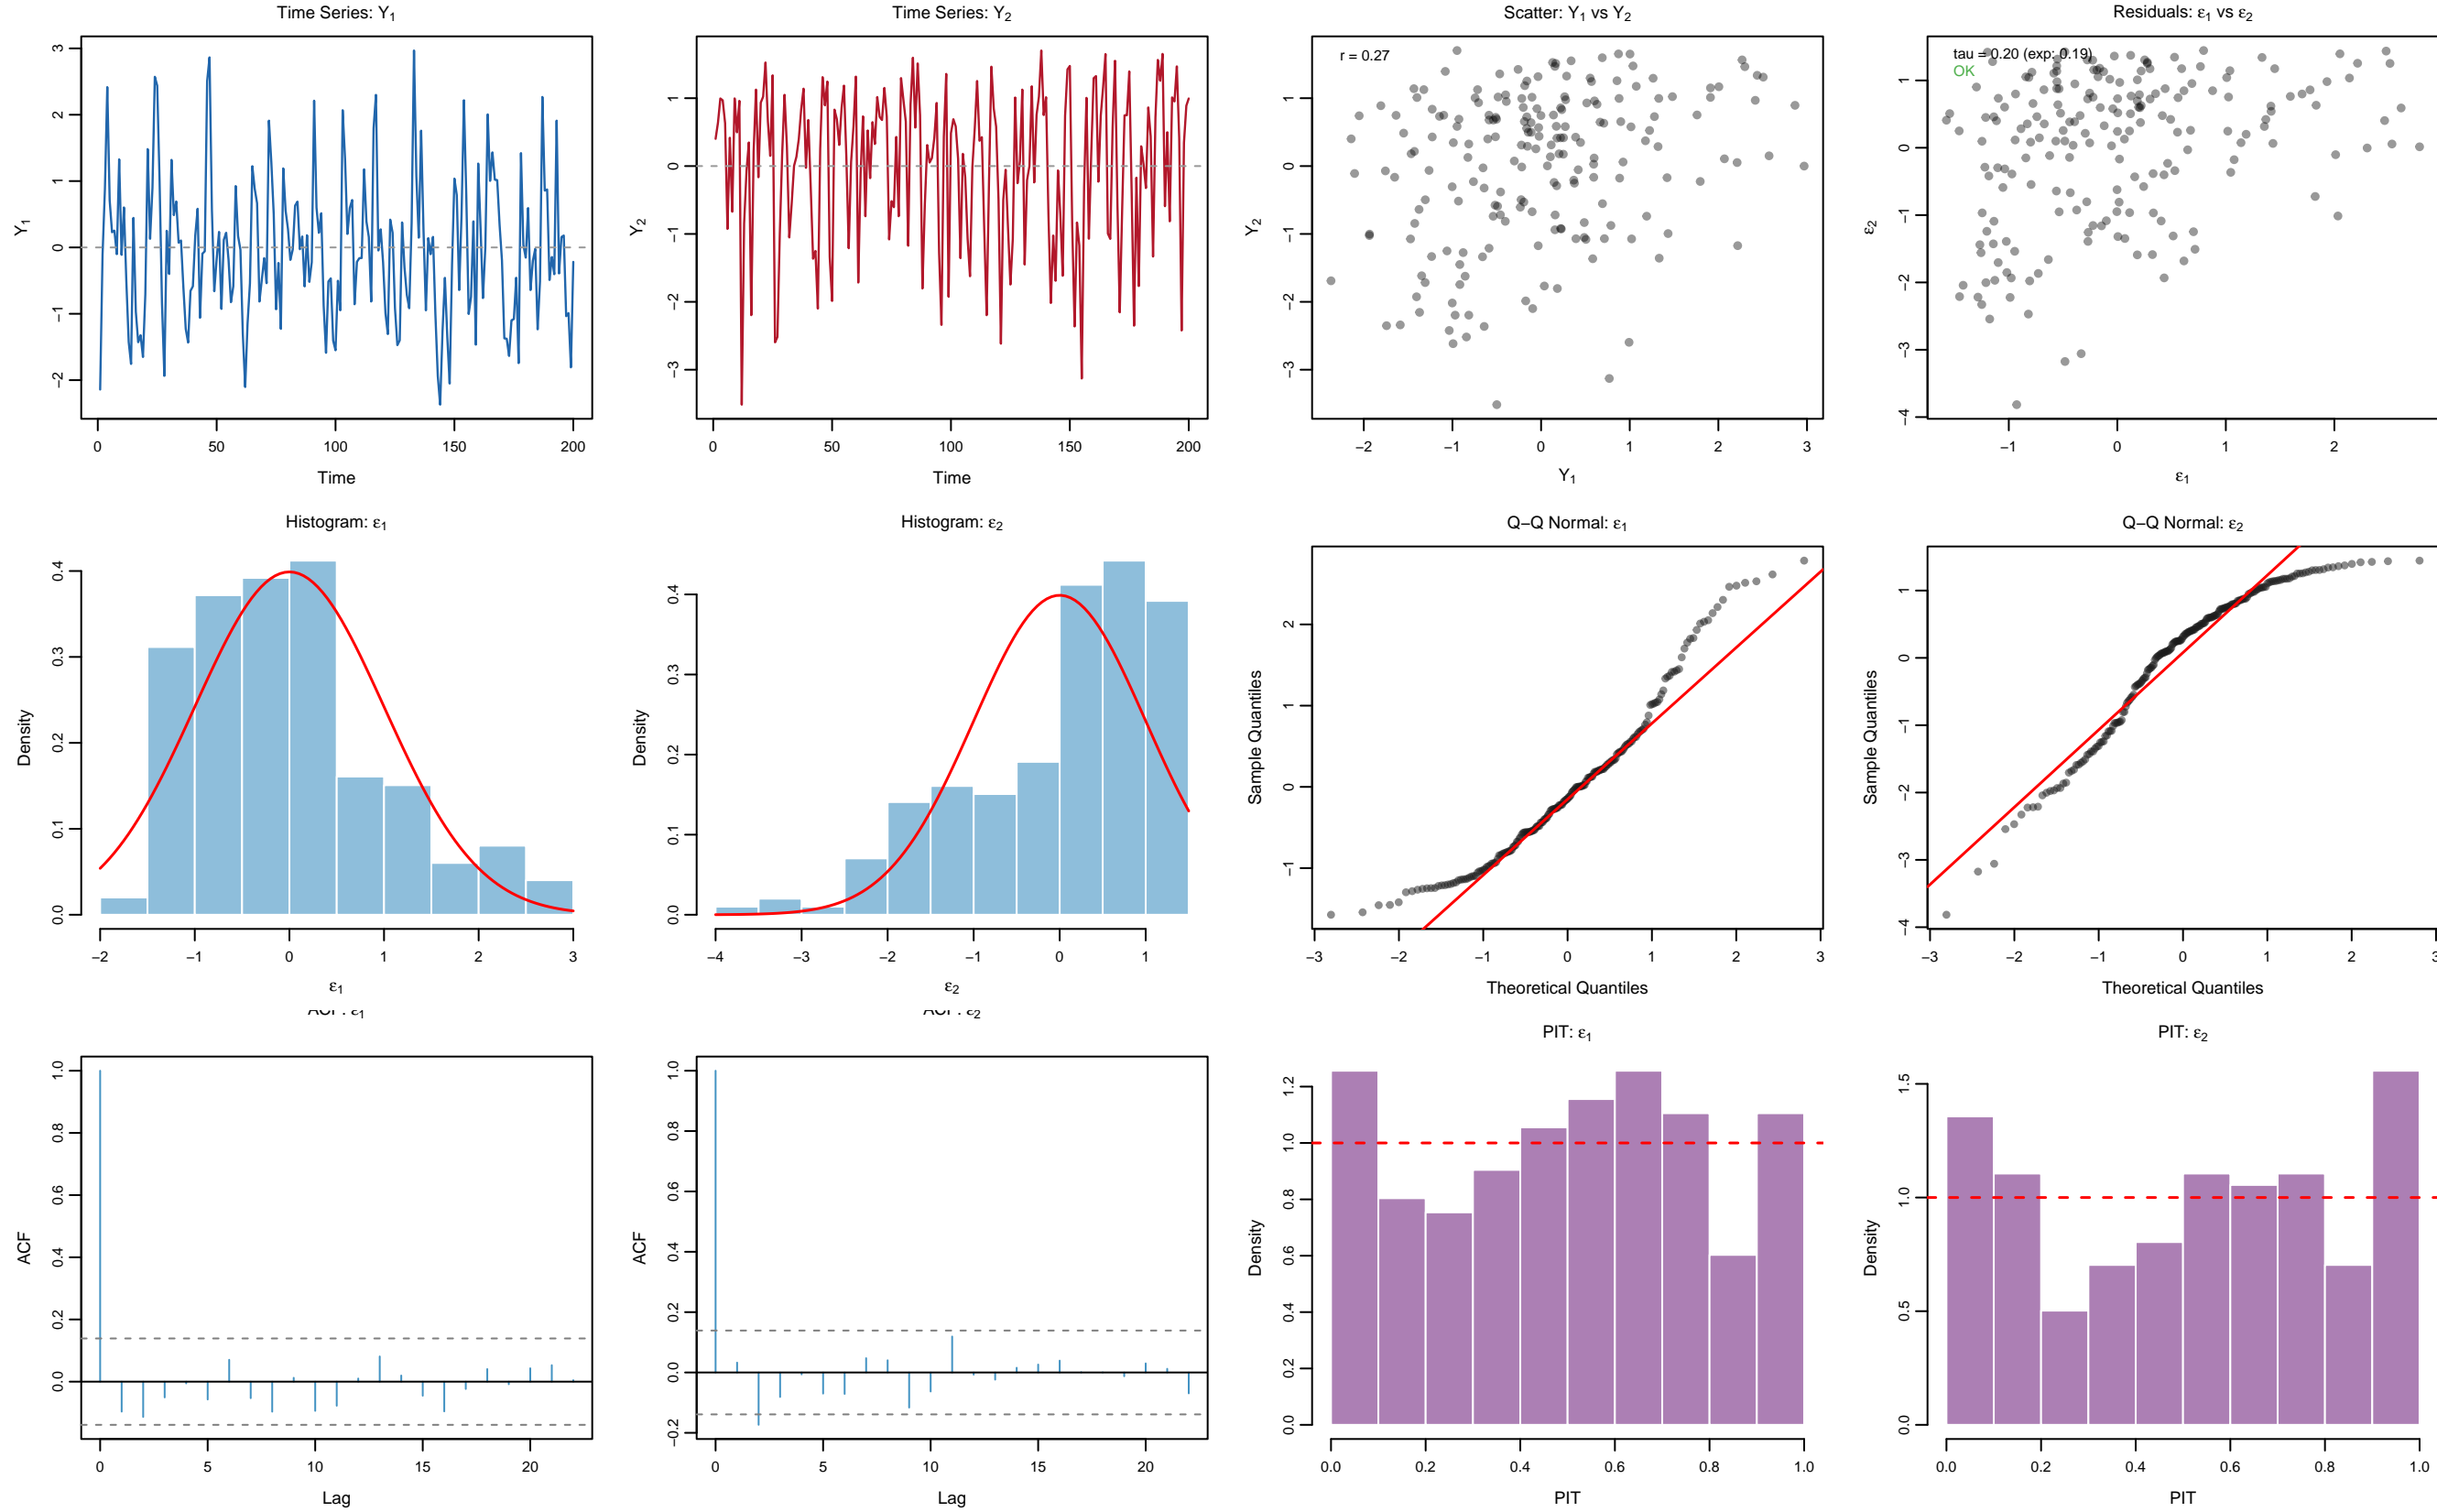 Time Series: Y1
3
2
1
0
−1
−2
Y1
0 50 100 150 200
Time
Time Series: Y2
1
0
−1
−2
−3
Y2
0 50 100 150 200
Time
Scatter: Y1 vs Y2
r = 0.27
1
0
−1
−2
−3
Y2
−2 −1 0 1 2 3
Y1
Residuals: ε1 vs ε2
tau = 0.20 (exp: 0.19)
OK
1
0
−1
−2
−3
−4
ε2
−1 0 1 2
ε1
Histogram: ε1
0.4
0.3
0.2
0.1
0.0
Density
−2 −1 0 1 2 3
ε1
Histogram: ε2
0.4
0.3
0.2
0.1
0.0
Density
−4 −3 −2 −1 0 1
ε2
Q−Q Normal: ε1
2
1
0
−1
Sample Quantiles
−3 −2 −1 0 1 2 3
Theoretical Quantiles
Q−Q Normal: ε2
1
0
−1
−2
−3
−4
Sample Quantiles
−3 −2 −1 0 1 2 3
Theoretical Quantiles
ACF: ε1
1.0
0.8
0.6
0.4
0.2
0.0
ACF
0 5 10 15 20
Lag
ACF: ε2
1.0
0.8
0.6
0.4
0.2
0.0
−0.2
ACF
0 5 10 15 20
Lag
PIT: ε1
1.2
1.0
0.8
0.6
0.4
0.2
0.0
Density
0.0 0.2 0.4 0.6 0.8 1.0
PIT
PIT: ε2
1.5
1.0
0.5
0.0
Density
0.0 0.2 0.4 0.6 0.8 1.0
PIT